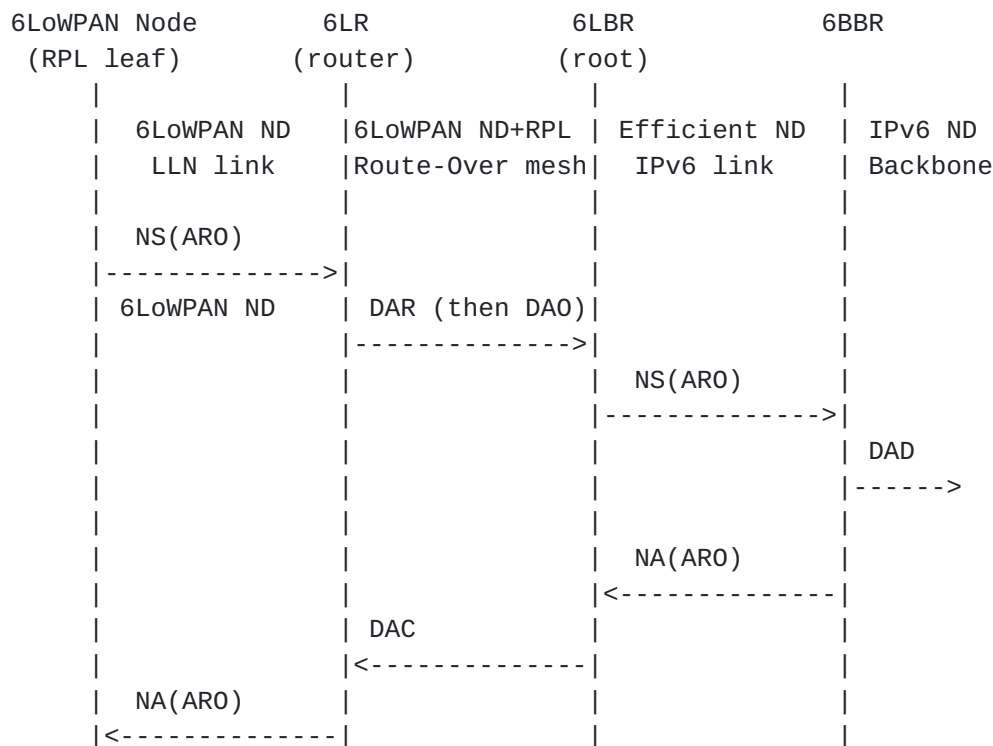 6LoWPAN Node 6LR 6LBR 6BBR
(RPL leaf) (router) (root)
6LoWPAN ND 6LoWPAN ND+RPL Efficient ND IPv6 ND
LLN link Route-Over mesh IPv6 link Backbone
NS(ARO)
6LoWPAN ND DAR (then DAO)
NS(ARO)
DAD
NA(ARO)
DAC
NA(ARO)